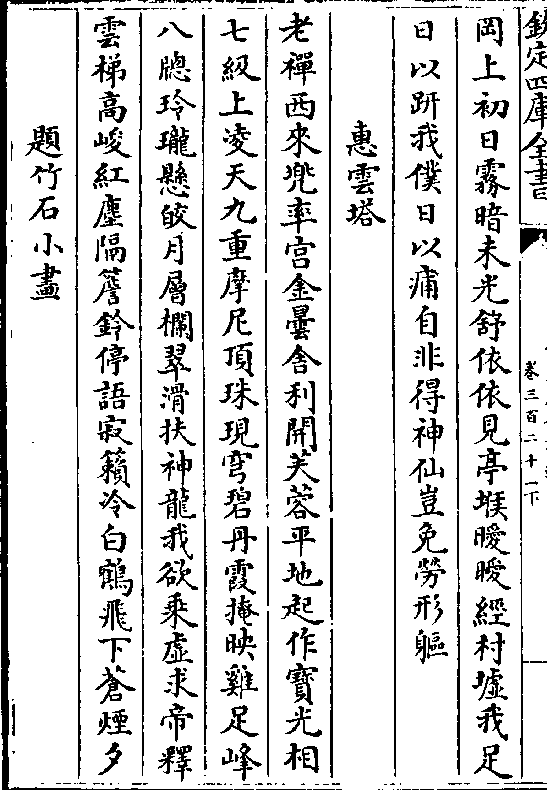 欽定四庫全書
卷三百二十一下
岡上初日霧暗未光舒依依見亭堠曖曖經村墟我足
日以趼我僕日以痡自非得神仙豈免勞形軀
惠雲塔
老禪西來兠率宫金曇舍利開芙蓉平地起作寳光相
七級上凌天九重摩尼頂珠現穹碧丹霞掩映雞足峰
八牕玲瓏懸皎月層欄翠滑扶神龍我欲乘虛求帝釋
雲梯高峻紅塵隔簷鈴停語寂籟冷白鶴飛下蒼煙夕
題竹石小畫